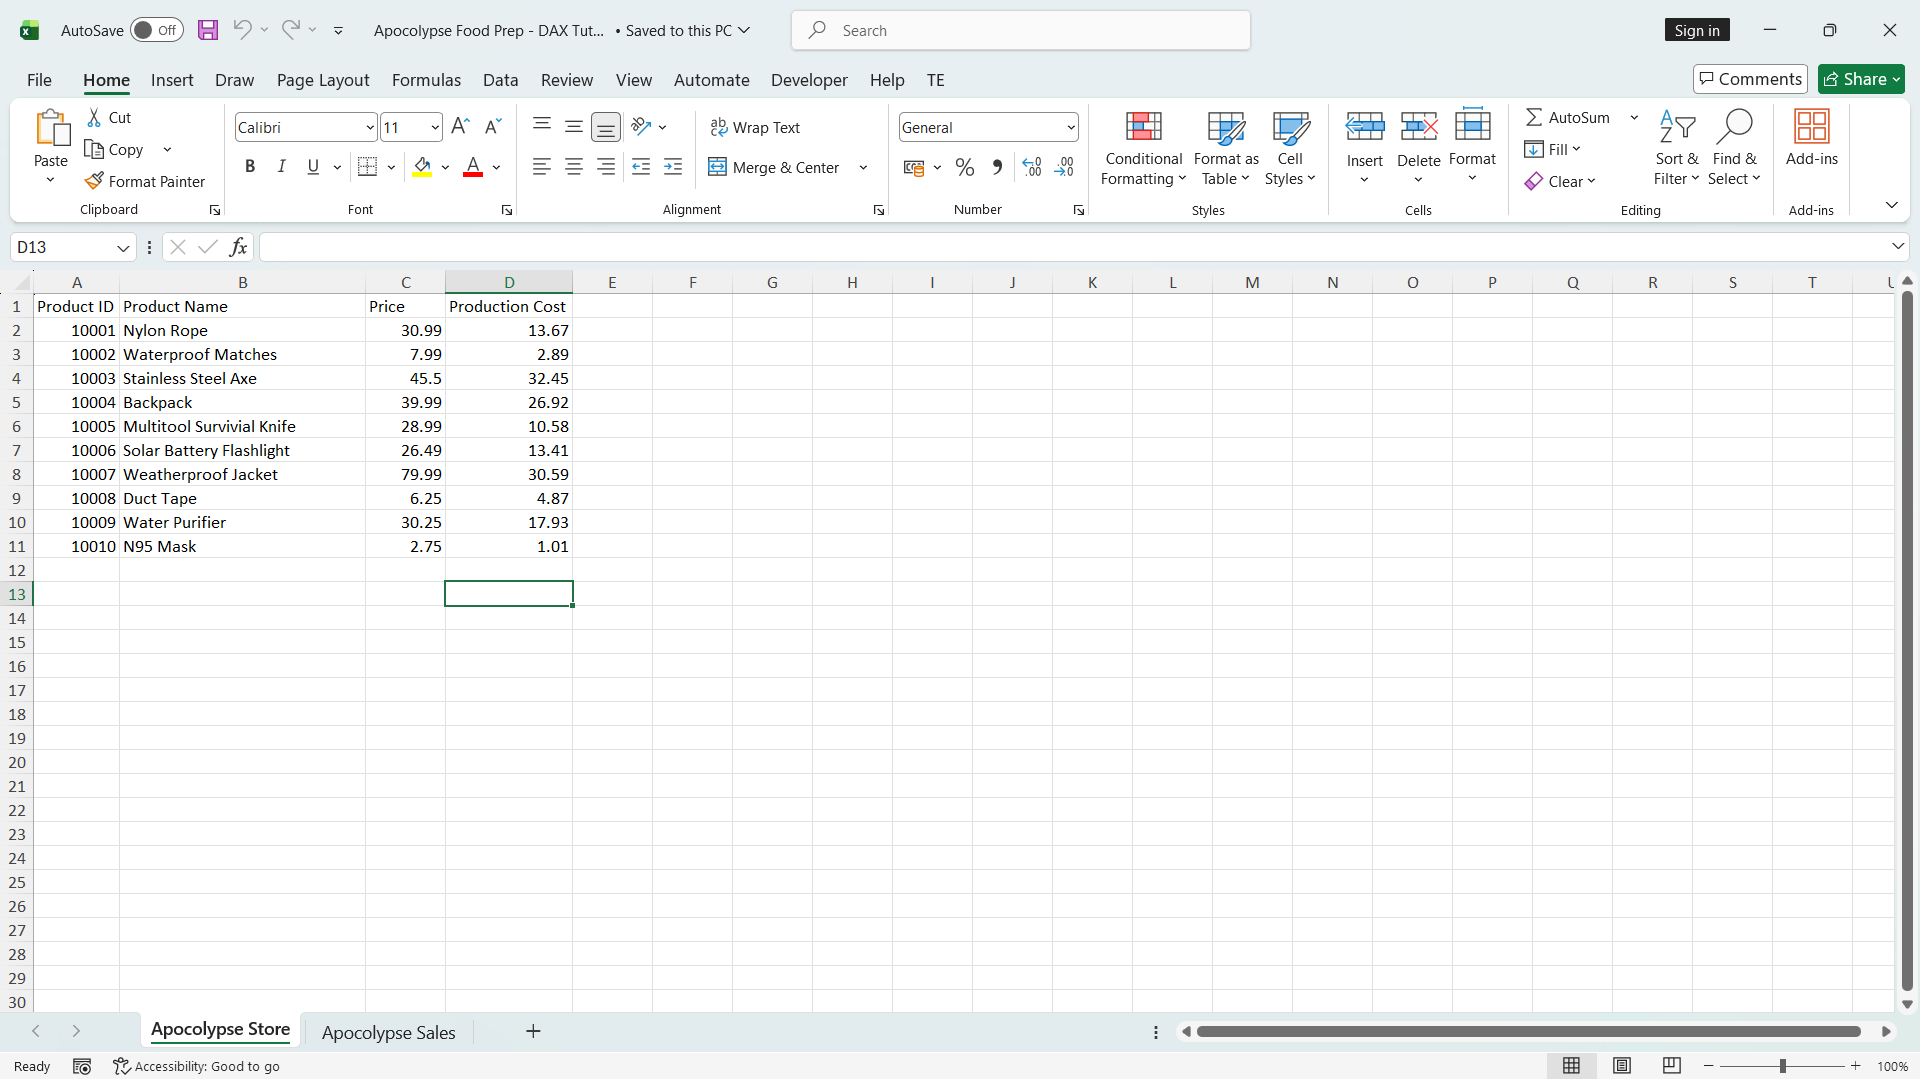 AutoSave Off Apocolypse Food Prep - DAX Tut... • Saved to this PC Search Sign in
File Home Insert Draw Page Layout Formulas Data Review View Automate Developer Help TE Comments Share
Paste Cut Copy Format Painter Clipboard
Calibri 11 A A B I U A Font
ab Wrap Text Merge & Center Alignment
General % 9 .00 .00 Number
Conditional Formatting Format as Table Cell Styles Styles
Insert Delete Format Cells
AutoSum Fill Clear Sort & Filter Find & Select Editing
Add-ins Add-ins
D13 fx
A B C D E F G H I J K L M N O P Q R S T U
1 Product ID Product Name Price Production Cost
2 10001 Nylon Rope 30.99 13.67
3 10002 Waterproof Matches 7.99 2.89
4 10003 Stainless Steel Axe 45.5 32.45
5 10004 Backpack 39.99 26.92
6 10005 Multitool Survivial Knife 28.99 10.58
7 10006 Solar Battery Flashlight 26.49 13.41
8 10007 Weatherproof Jacket 79.99 30.59
9 10008 Duct Tape 6.25 4.87
10 10009 Water Purifier 30.25 17.93
11 10010 N95 Mask 2.75 1.01
12
13
14
15
16
17
18
19
20
21
22
23
24
25
26
27
28
29
30
Apocolypse Store Apocolypse Sales +
Ready Accessibility: Good to go 100%